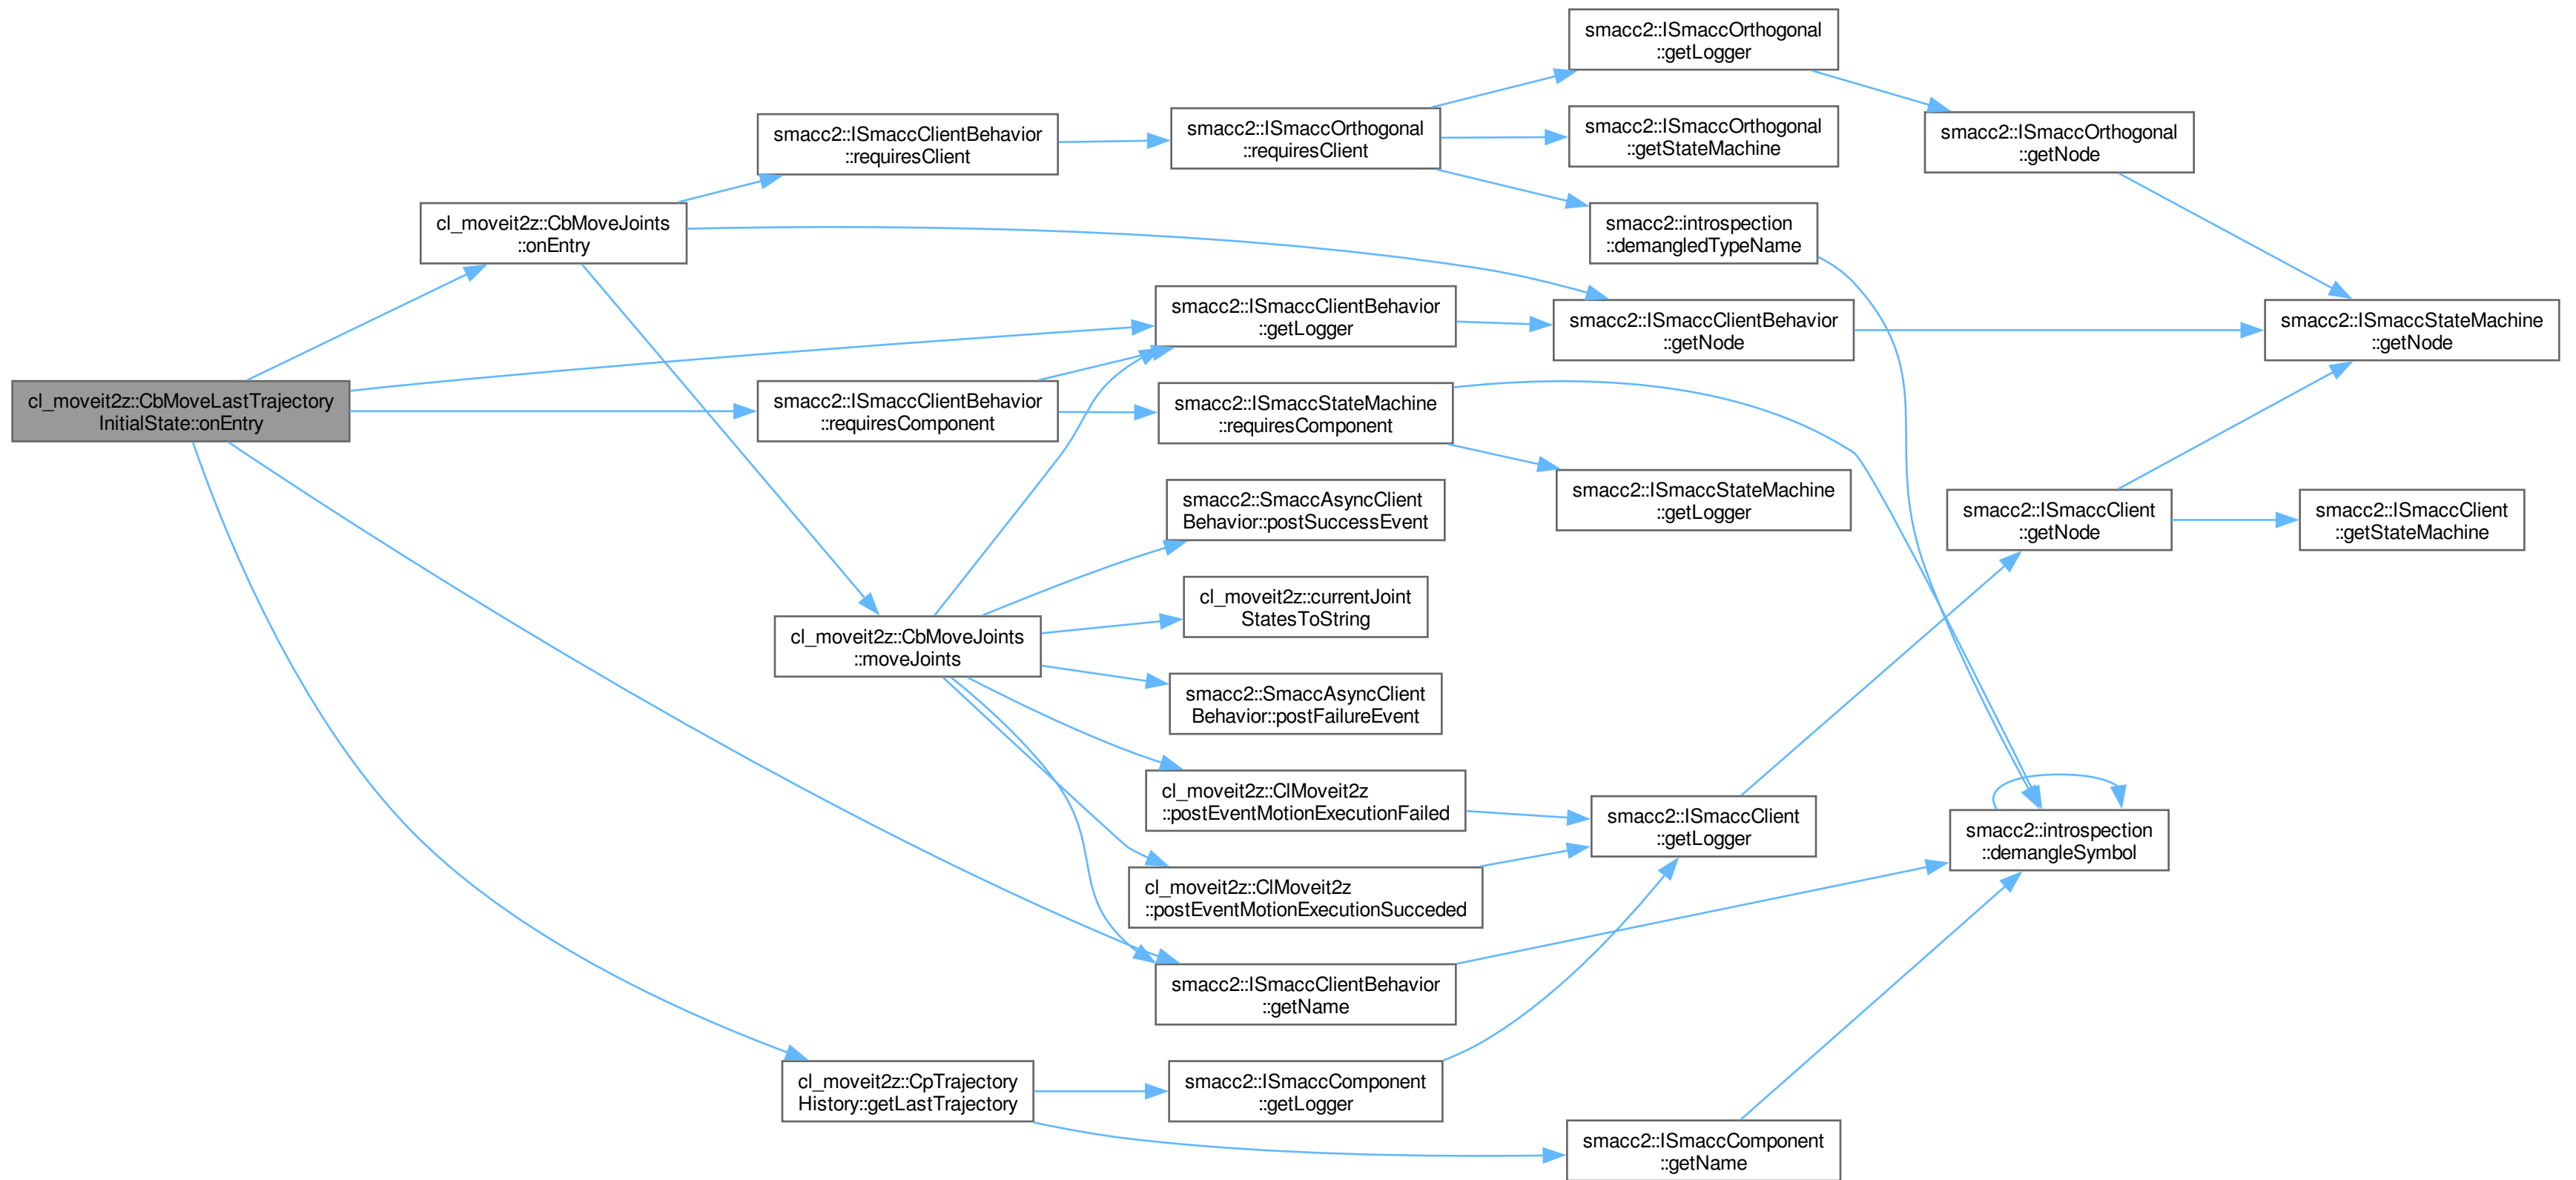 smacc2::ISmaccOrthogonal
::getLogger
smacc2::ISmaccClientBehavior
::requiresClient
smacc2::ISmaccOrthogonal
::requiresClient
smacc2::ISmaccOrthogonal
::getStateMachine
smacc2::ISmaccOrthogonal
::getNode
cl_moveit2z::CbMoveJoints
::onEntry
smacc2::introspection
::demangledTypeName
smacc2::ISmaccClientBehavior
::getLogger
smacc2::ISmaccClientBehavior
::getNode
smacc2::ISmaccStateMachine
::getNode
cl_moveit2z::CbMoveLastTrajectory
InitialState::onEntry
smacc2::ISmaccClientBehavior
::requiresComponent
smacc2::ISmaccStateMachine
::requiresComponent
smacc2::ISmaccStateMachine
::getLogger
smacc2::SmaccAsyncClient
Behavior::postSuccessEvent
smacc2::ISmaccClient
::getNode
smacc2::ISmaccClient
::getStateMachine
cl_moveit2z::currentJoint
StatesToString
cl_moveit2z::CbMoveJoints
::moveJoints
smacc2::SmaccAsyncClient
Behavior::postFailureEvent
cl_moveit2z::ClMoveit2z
::postEventMotionExecutionFailed
smacc2::ISmaccClient
::getLogger
smacc2::introspection
::demangleSymbol
cl_moveit2z::ClMoveit2z
::postEventMotionExecutionSucceded
smacc2::ISmaccClientBehavior
::getName
cl_moveit2z::CpTrajectory
History::getLastTrajectory
smacc2::ISmaccComponent
::getLogger
smacc2::ISmaccComponent
::getName